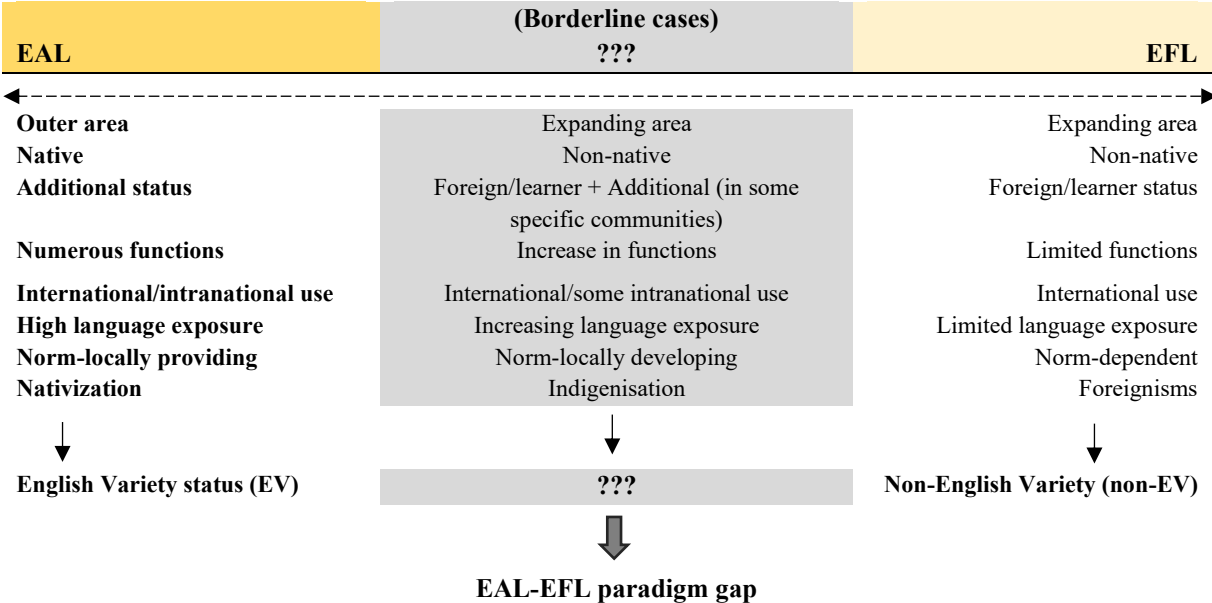 (Borderline cases)
EAL ??? EFL
Outer area Expanding area Expanding area
Native Non-native Non-native
Additional status Foreign/learner + Additional (in some Foreign/learner status
specific communities)
Numerous functions Increase in functions Limited functions
International/intranational use International/some intranational use International use
High language exposure Increasing language exposure Limited language exposure
Norm-locally providing Norm-locally developing Norm-dependent
Nativization Indigenisation Foreignisms
English Variety status (EV) ??? Non-English Variety (non-EV)
EAL-EFL paradigm gap